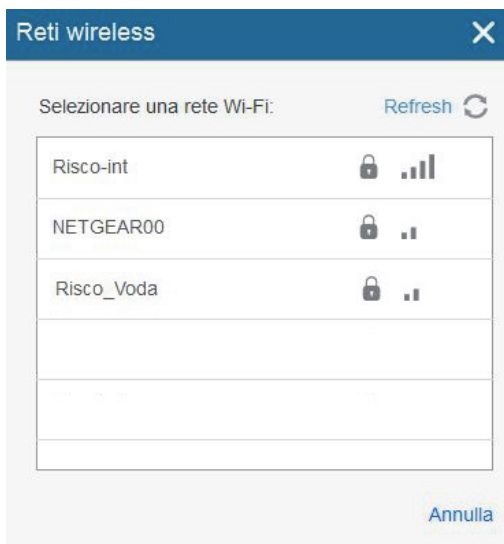 Reti wireless
Selezionare una rete Wi-Fi: Refresh
Risco-int
NETGEAR00
Risco_Voda
Annulla